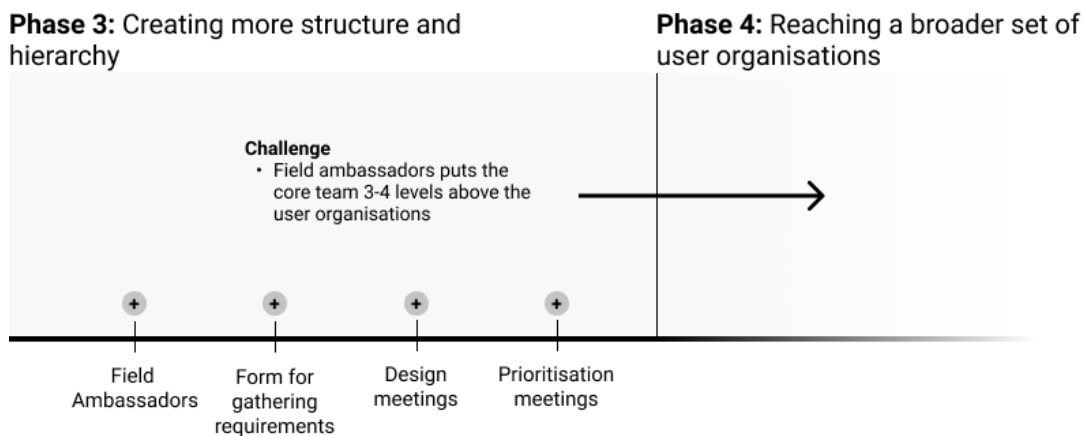 Phase 3: Creating more structure and
hierarchy
Phase 4: Reaching a broader set of
user organisations
Challenge
• Field ambassadors puts the
core team 3-4 levels above the
user organisations
+ + + +
Field
Ambassadors
Form for
gathering
requirements
Design
meetings
Prioritisation
meetings